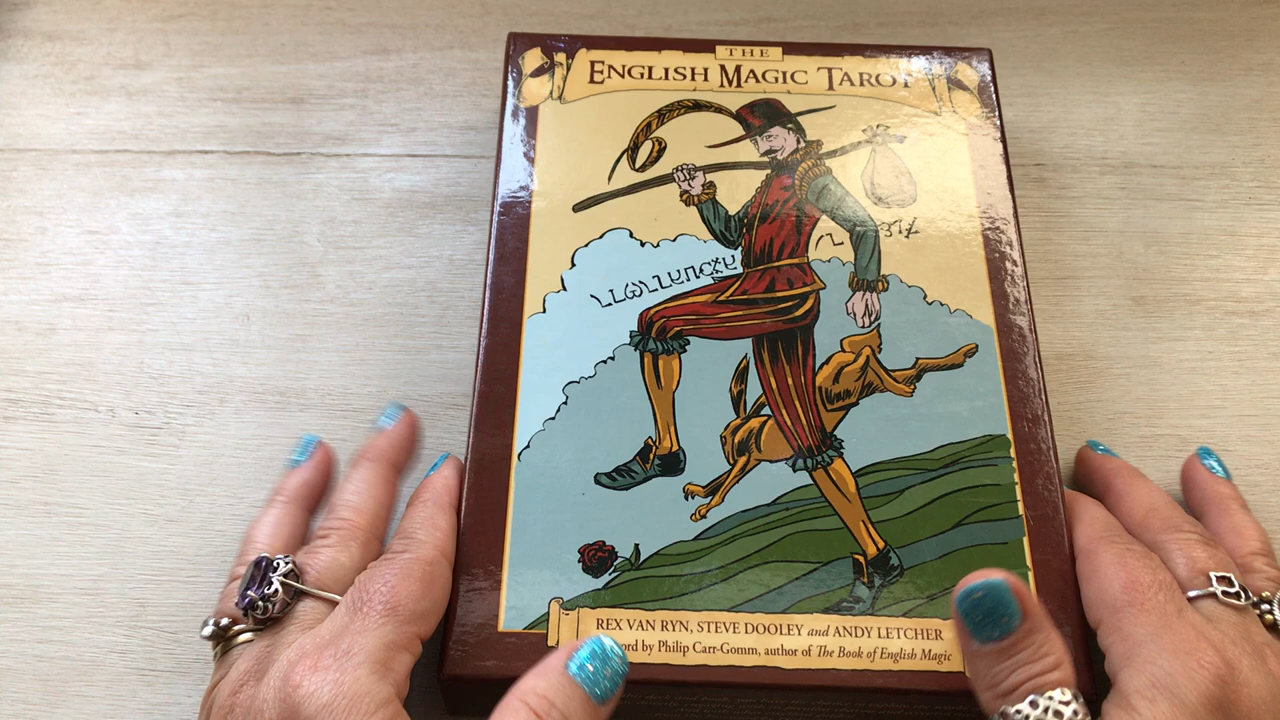 THE
ENGLISH MAGIC TAROT
REX VAN RYN, STEVE DOOLEY and ANDY LETCHER
by Philip Carr-Gomm, author of The Book of English Magic